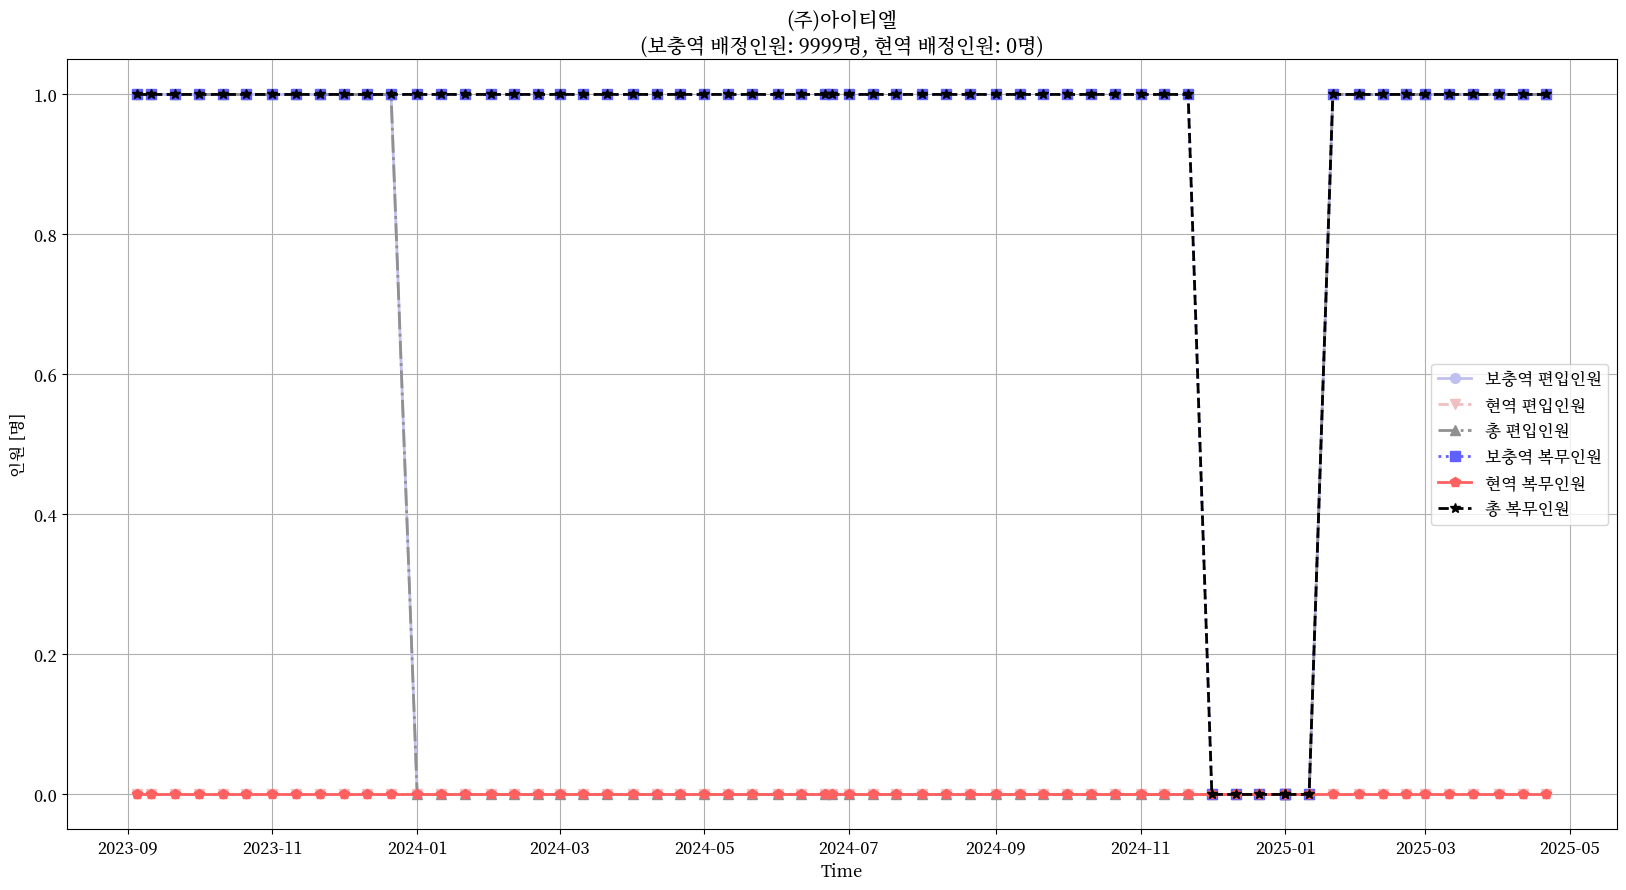 (주)아이티엘
(보충역 배정인원: 9999명, 현역 배정인원: 0명)
인원 [명]
1.0
0.8
0.6
0.4
0.2
0.0
보충역 편입인원
현역 편입인원
총 편입인원
보충역 복무인원
현역 복무인원
총 복무인원
2023-09
2023-11
2024-01
2024-03
2024-05
2024-07
2024-09
2024-11
2025-01
2025-03
2025-05
Time